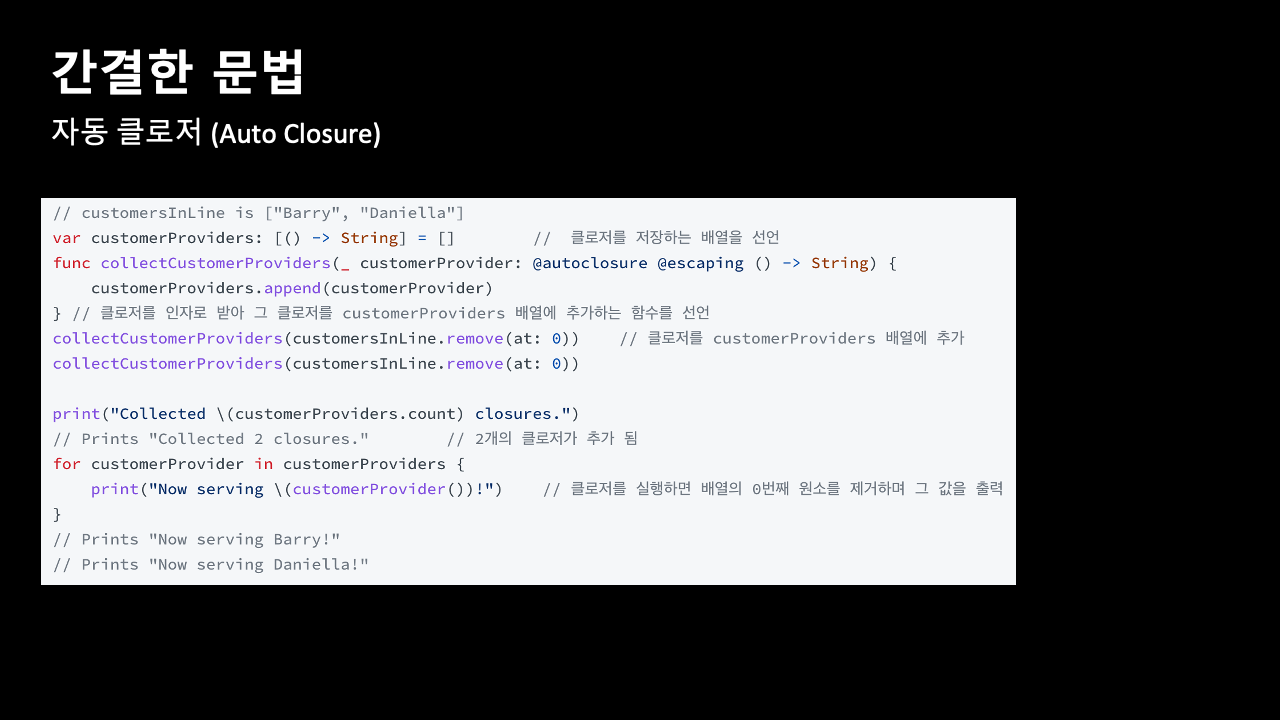 간결한 문법
자동 클로저 (Auto Closure)
// customersInLine is ["Barry", "Daniella"]
var customerProviders: [() -> String] = []        //  클로저를 저장하는 배열을 선언
func collectCustomerProviders(_ customerProvider: @autoclosure @escaping () -> String) {
    customerProviders.append(customerProvider)
} // 클로저를 인자로 받아 그 클로저를 customerProviders 배열에 추가하는 함수를 선언
collectCustomerProviders(customersInLine.remove(at: 0))    // 클로저를 customerProviders 배열에 추가
collectCustomerProviders(customersInLine.remove(at: 0))
print("Collected \(customerProviders.count) closures.")
// Prints "Collected 2 closures."        // 2개의 클로저가 추가 됨
for customerProvider in customerProviders {
    print("Now serving \(customerProvider())!")    // 클로저를 실행하면 배열의 0번째 원소를 제거하며 그 값을 출력
}
// Prints "Now serving Barry!"
// Prints "Now serving Daniella!"